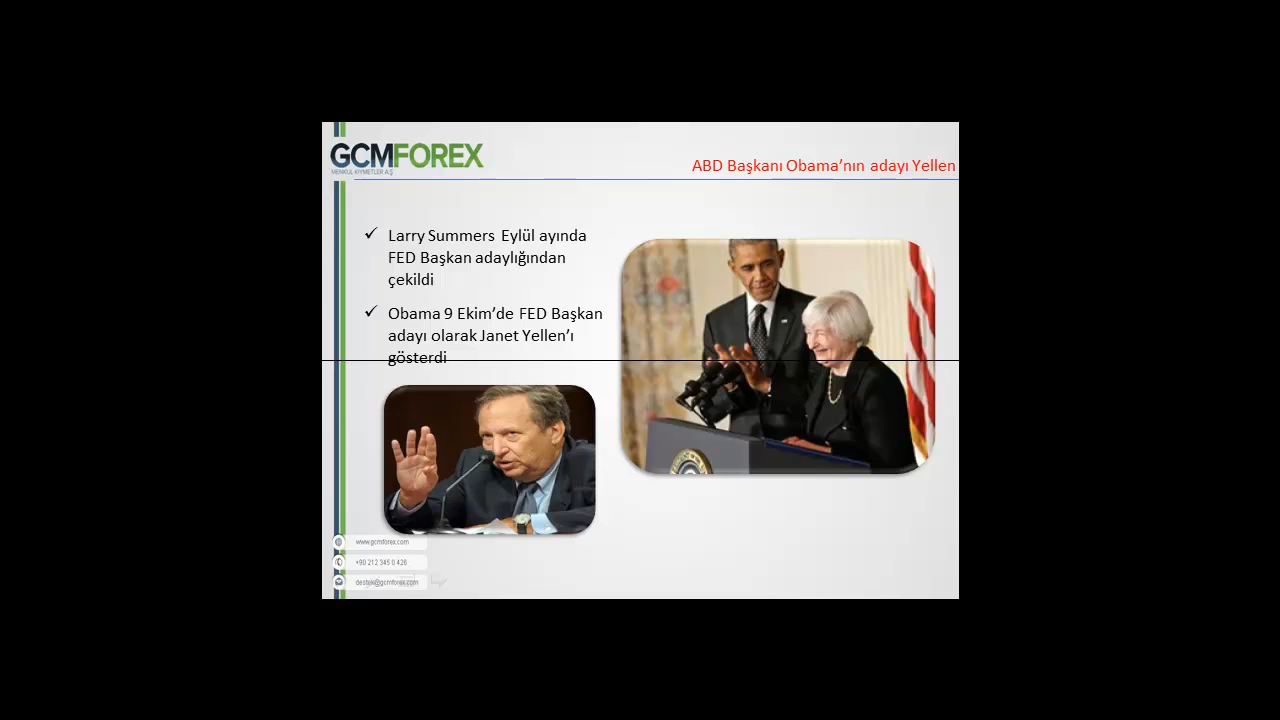 GCMFOREX
MENKUL KIYMETLER A.Ş
ABD Başkanı Obama’nın adayı Yellen
✓ Larry Summers Eylül ayında
FED Başkan adaylığından
çekildi
✓ Obama 9 Ekim’de FED Başkan
adayı olarak Janet Yellen’ı
gösterdi
www.gcmforex.com
+90 212 345 0 426
destek@gcmforex.com